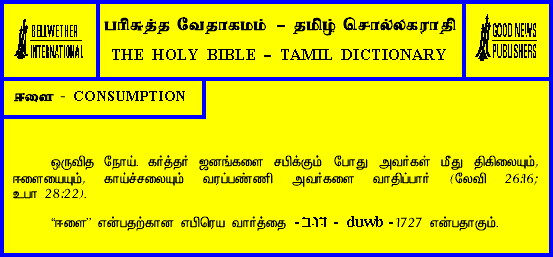 BELLWETHER
INTERNATIONAL
பரிசுத்த வேதாகமம் – தமிழ் சொல்லகராதி
THE HOLY BIBLE – TAMIL DICTIONARY
GOOD NEWS
PUBLISHERS
ஈளை - CONSUMPTION
ஒருவித நோய். கர்த்தர் ஜனங்களை சபிக்கும் போது அவர்கள் மீது திகிலையும்,
ஈளையையும், காய்ச்சலையும் வரப்பண்ணி அவர்களை வாதிப்பார் (லேவி 26:16;
உபா 28:22).
“ஈளை” என்பதற்கான எபிரெய வார்த்தை - דּוּב - duwb -1727 என்பதாகும்.